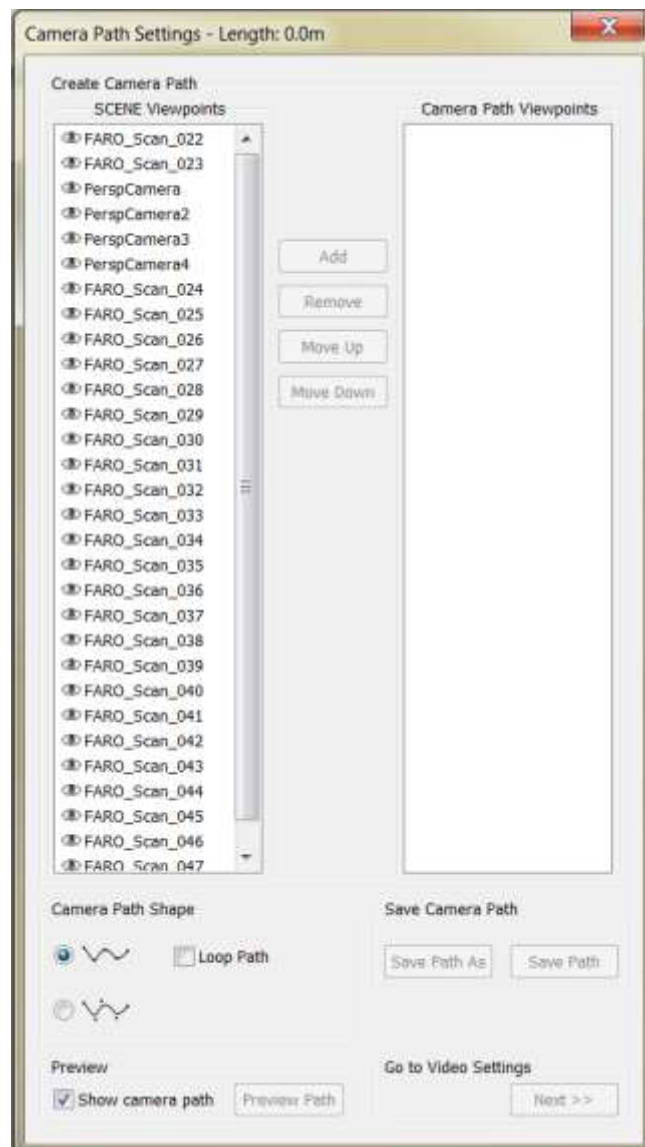 Camera Path Settings - Length: 0.0m
Create Camera Path
SCENE Viewpoints
Camera Path Viewpoints
FARO_Scan_022
FARO_Scan_023
PerspCamera
PerspCamera2
PerspCamera3
PerspCamera4
FARO_Scan_024
FARO_Scan_025
FARO_Scan_026
FARO_Scan_027
FARO_Scan_028
FARO_Scan_029
FARO_Scan_030
FARO_Scan_031
FARO_Scan_032
FARO_Scan_033
FARO_Scan_034
FARO_Scan_035
FARO_Scan_036
FARO_Scan_037
FARO_Scan_038
FARO_Scan_039
FARO_Scan_040
FARO_Scan_041
FARO_Scan_042
FARO_Scan_043
FARO_Scan_044
FARO_Scan_045
FARO_Scan_046
FARO_Scan_047
Add
Remove
Move Up
Move Down
Camera Path Shape
Loop Path
Save Camera Path
Save Path As
Save Path
Preview
Show camera path
Preview Path
Go to Video Settings
Next >>